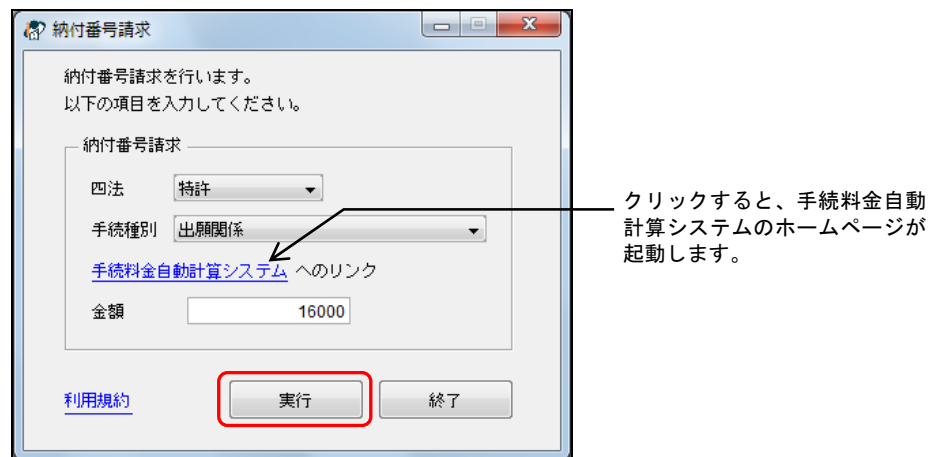 納付番号請求
納付番号請求を行います。
以下の項目を入力してください。
納付番号請求
四法 特許
手続種別 出願関係
手続料金自動計算システム へのリンク
金額 16000
利用規約 実行 終了
クリックすると、手続料金自動
計算システムのホームページが
起動します。